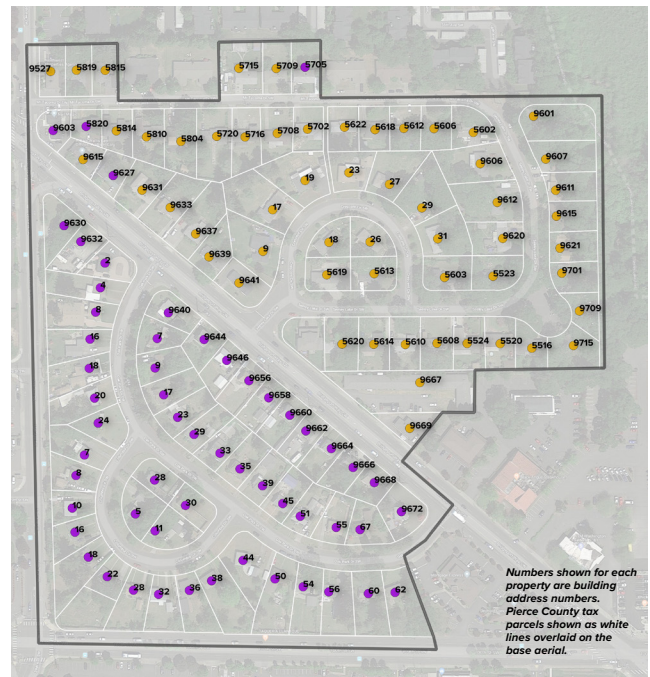 9527 5819 5815 5715 5709 5705
9603 5820 5814 5810 5804 5720 5716 5708 5702 5622 5618 5612 5606 5602 9601
9615 9627 9631 9633 9637 9639 9641
19 23 27 17 29 9 31
9606 9612 9620 9607 9611 9615 9621 9701 9709 9715
18 26 5619 5613 5603 5523
5620 5614 5610 5608 5524 5520 5516
9667
9669
9630 9632 2 4 8 16 18 20 24
9640 9644 9646 9656 9658 9660 9662 9664 9666 9668 9672
7 9 17 23 29 33 35 39 45 51 55 67
7 8 10 16 18 22 28 32 36 38 44 50 54 56 60 62
28 30 5 11
Numbers shown for each
property are building
address numbers.
Pierce County tax
parcels shown as white
lines overlaid on the
base aerial.